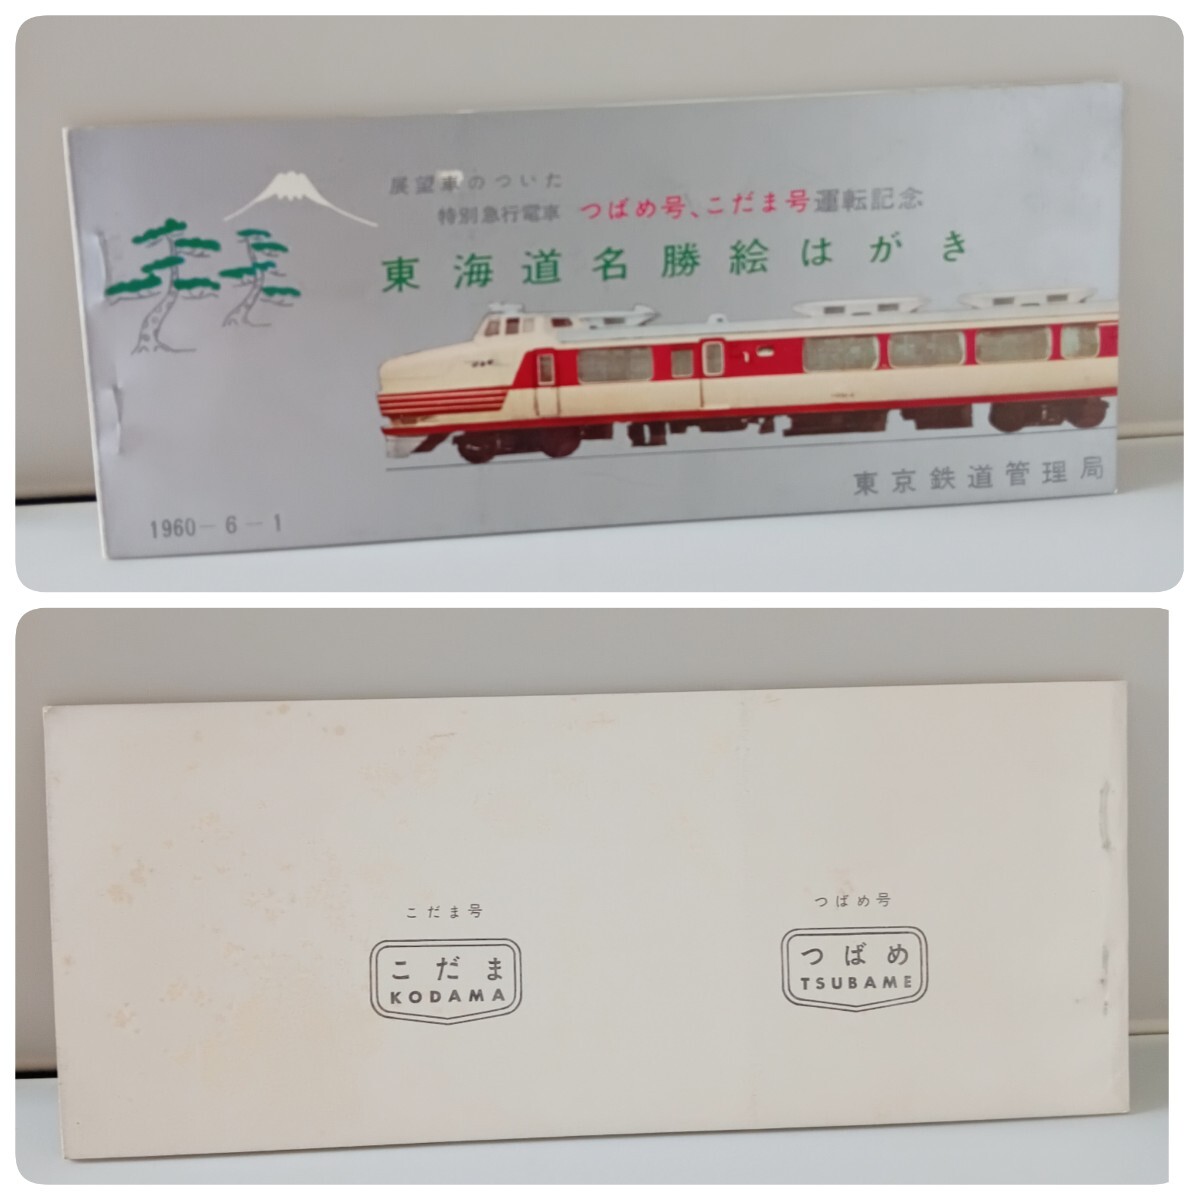 展望車のついた
特別急行電車 つばめ号、こだま号運転記念
東海道名勝絵はがき
東京鉄道管理局
1960-6-1
こだま号
こだま
KODAMA
つばめ号
つばめ
TSUBAME